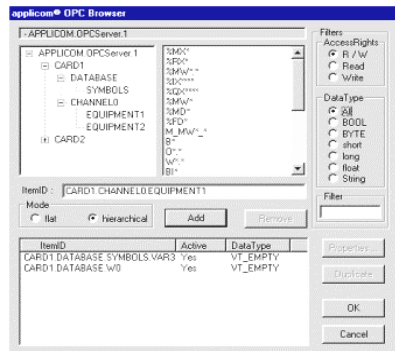 applicom® OPC Browser
- APPLICOM.OPCServer.1
APPLICOM.OPCServer.1
CARD1
DATABASE
SYMBOLS
CHANNEL0
EQUIPMENT1
EQUIPMENT2
CARD2
%MX*
%RX*
%MW*.*
%IX****
%QX****
%MW*
%MD*
%FD*
M_MW*_*
B*
O*.*
W*.*
BI*
ItemID : CARD1.CHANNEL0.EQUIPMENT1
Mode
flat hierarchical
Add Remove
Filters
AccessRights
R / W
Read
Write
DataType
All
BOOL
BYTE
short
long
float
String
Filter
ItemID Active DataType
CARD1.DATABASE.SYMBOLS.VAR3 Yes VT_EMPTY
CARD1.DATABASE.W0 Yes VT_EMPTY
Properties...
Duplicate
OK
Cancel